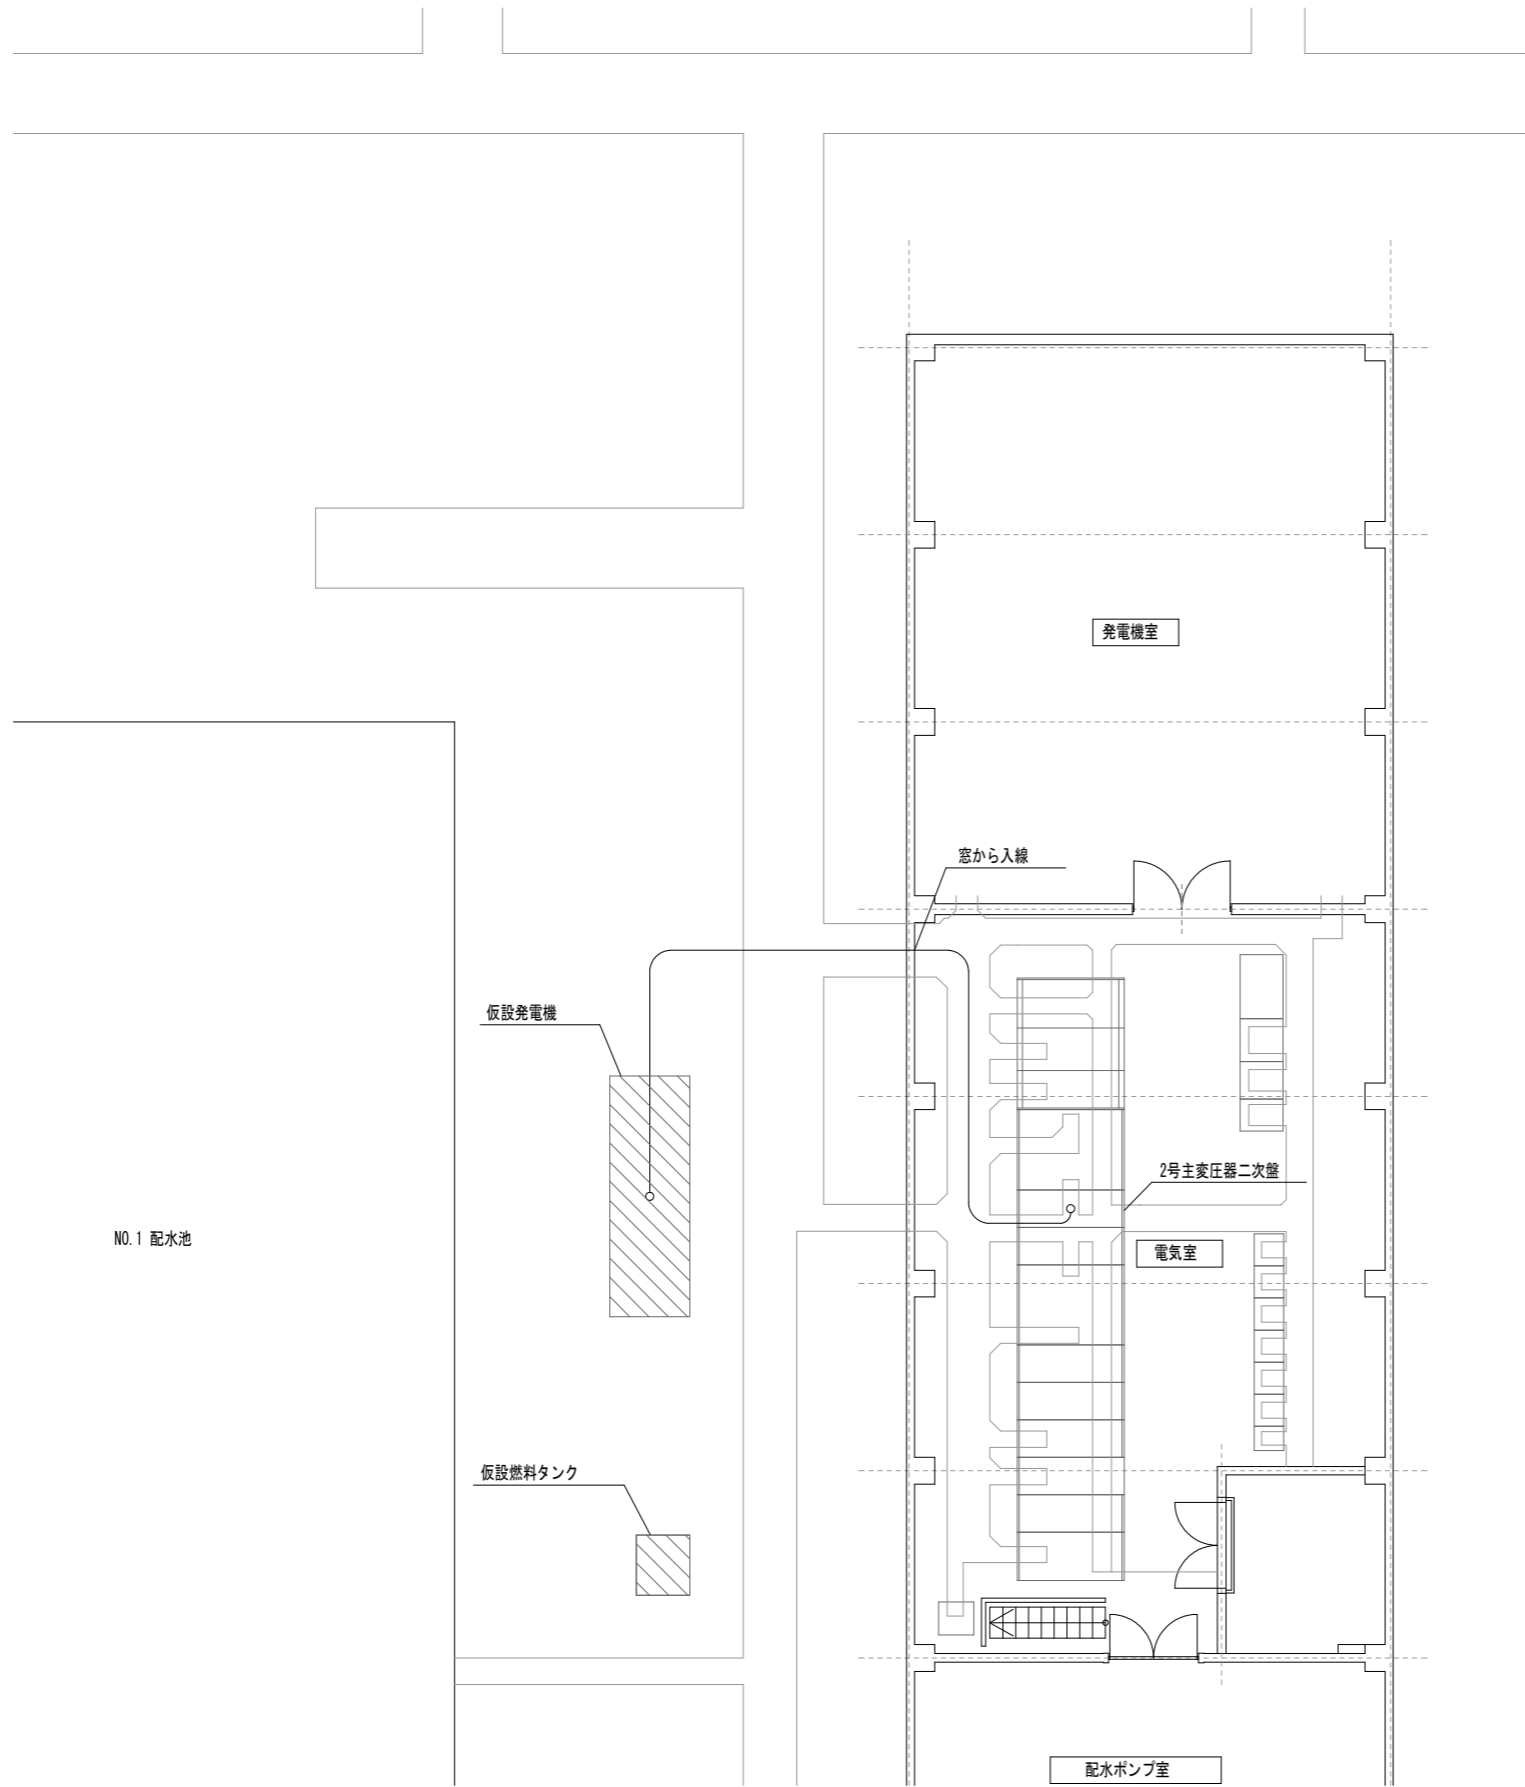 発電機室
窓から入線
仮設発電機
2号主変圧器二次盤
NO.1 配水池
電気室
仮設燃料タンク
配水ポンプ室